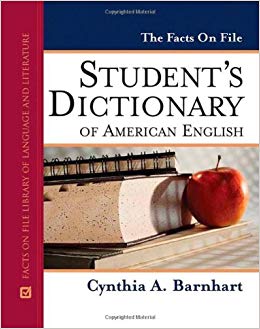 The Facts On File
STUDENT'S
DICTIONARY
OF AMERICAN ENGLISH
Cynthia A. Barnhart
FACTS ON FILE LIBRARY OF LANGUAGE AND LITERATURE